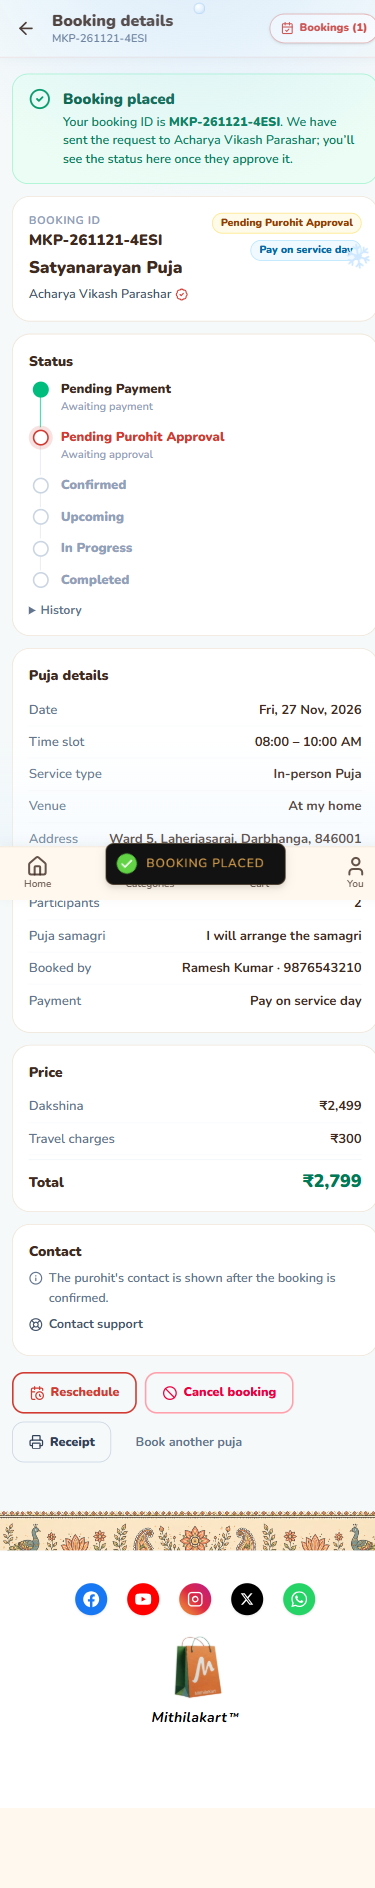 Booking details
MKP-261121-4ESI
Bookings (1)
Booking placed
Your booking ID is MKP-261121-4ESI. We have
sent the request to Acharya Vikash Parashar; you'll
see the status here once they approve it.
BOOKING ID
Pending Purohit Approval
MKP-261121-4ESI
Pay on service day
Satyanarayan Puja
Acharya Vikash Parashar
Status
Pending Payment
Awaiting payment
Pending Purohit Approval
Awaiting approval
Confirmed
Upcoming
In Progress
Completed
History
Puja details
Date Fri, 27 Nov, 2026
Time slot 08:00 – 10:00 AM
Service type In-person Puja
Venue At my home
Address Ward 5, Laheriasarai, Darbhanga, 846001
BOOKING PLACED
Home Categories Cart You
Participants 2
Puja samagri I will arrange the samagri
Booked by Ramesh Kumar · 9876543210
Payment Pay on service day
Price
Dakshina ₹2,499
Travel charges ₹300
Total ₹2,799
Contact
The purohit's contact is shown after the booking is
confirmed.
Contact support
Reschedule Cancel booking
Receipt Book another puja
Mithilakart™